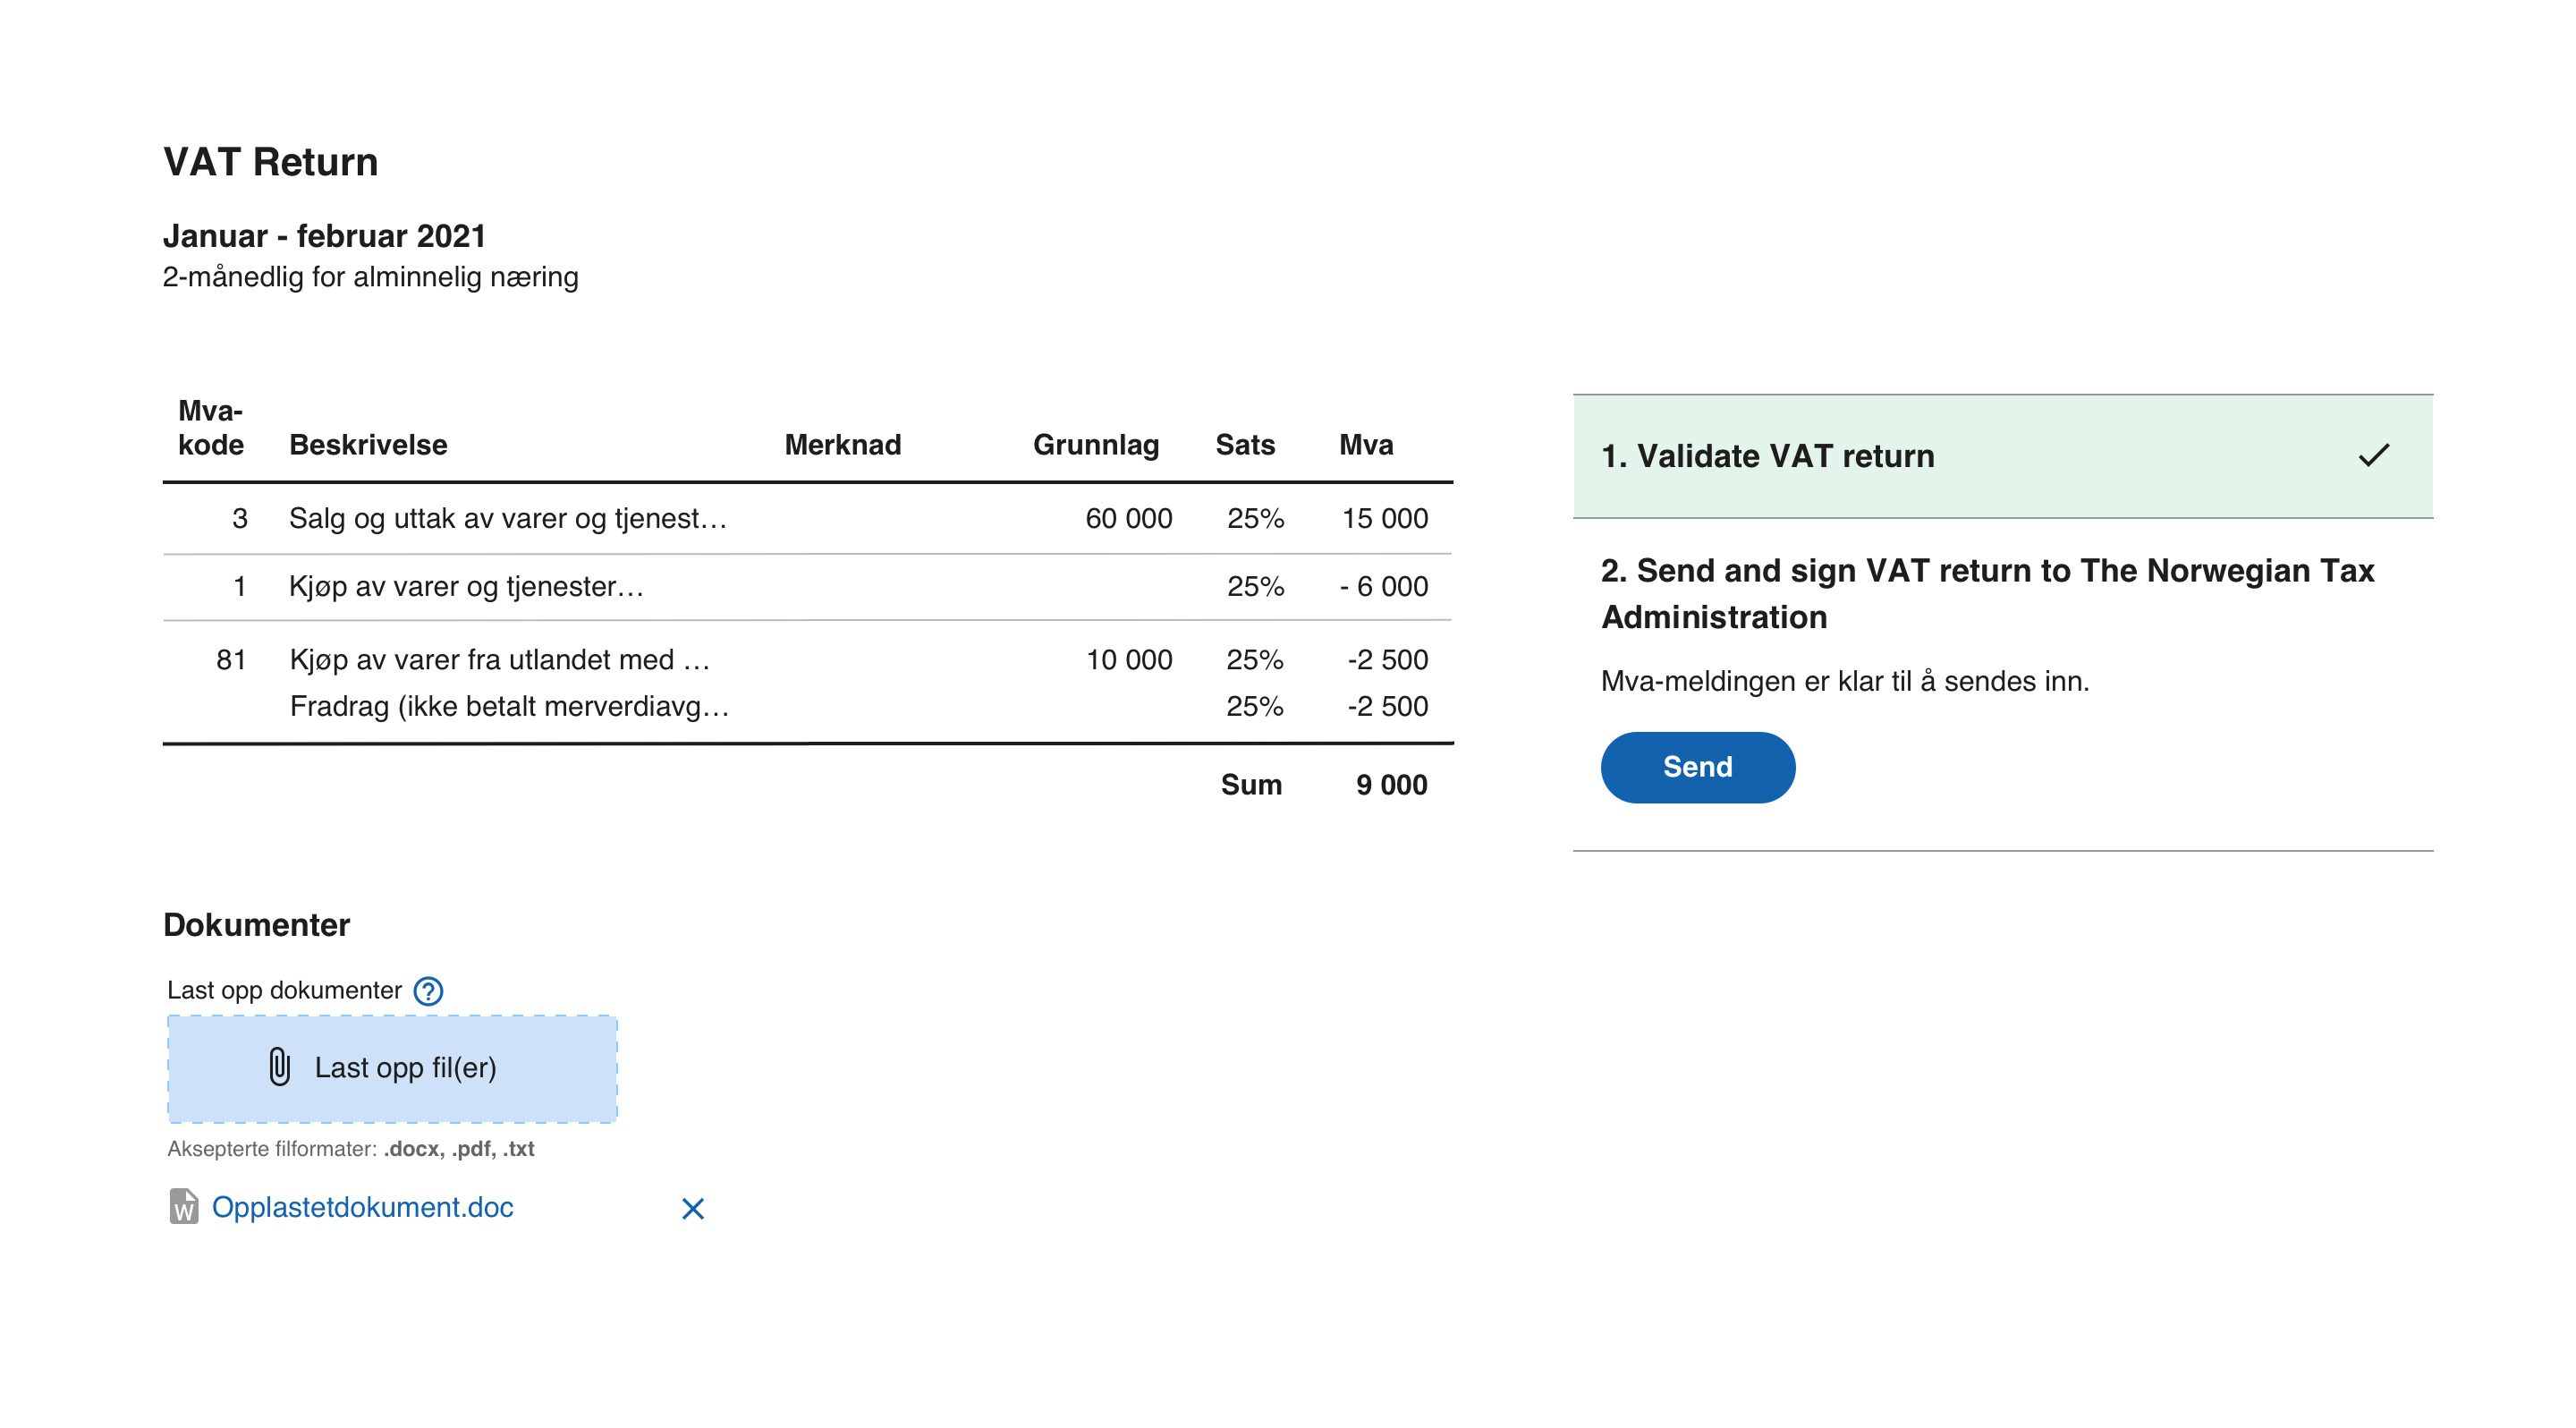 VAT Return
Januar - februar 2021
2-månedlig for alminnelig næring
Mva-
kode Beskrivelse Merknad Grunnlag Sats Mva
3 Salg og uttak av varer og tjenest... 60 000 25% 15 000
1 Kjøp av varer og tjenester... 25% - 6 000
81 Kjøp av varer fra utlandet med ... 10 000 25% -2 500
Fradrag (ikke betalt merverdiavg... 25% -2 500
Sum 9 000
1. Validate VAT return
2. Send and sign VAT return to The Norwegian Tax
Administration
Mva-meldingen er klar til å sendes inn.
Send
Dokumenter
Last opp dokumenter ?
Last opp fil(er)
Aksepterte filformater: .docx, .pdf, .txt
W Opplastetdokument.doc